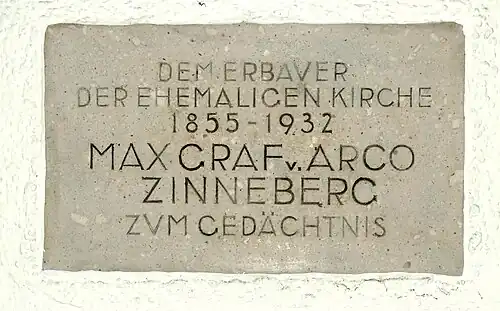 DEM ERBAVER
DER EHEMALIGEN KIRCHE
1855-1932
MAX GRAF v. ARCO
ZINNEBERG
ZVM GEDÄCHTNIS